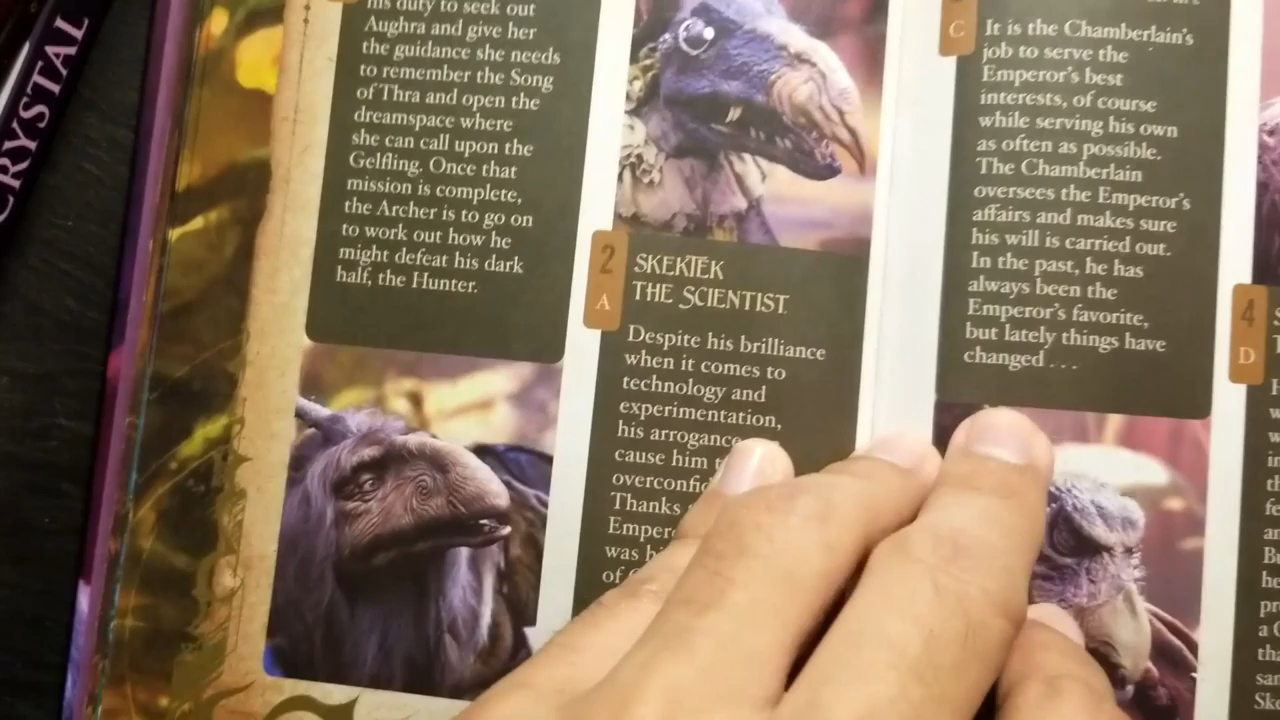 CRYSTAL
his duty to seek out
Aughra and give her
the guidance she needs
to remember the Song
of Thra and open the
dreamspace where
she can call upon the
Gelfling. Once that
mission is complete,
the Archer is to go on
to work out how he
might defeat his dark
half, the Hunter.
2
A
SKEKTEK
THE SCIENTIST
Despite his brilliance
when it comes to
technology and
experimentation,
his arrogance
cause him
Thanks
was
of
C
It is the Chamberlain's
job to serve the
Emperor's best
interests, of course
while serving his own
as often as possible.
The Chamberlain
oversees the Emperor's
affairs and makes sure
his will is carried out.
In the past, he has
always been the
Emperor's favorite,
but lately things have
changed . . .
4
D